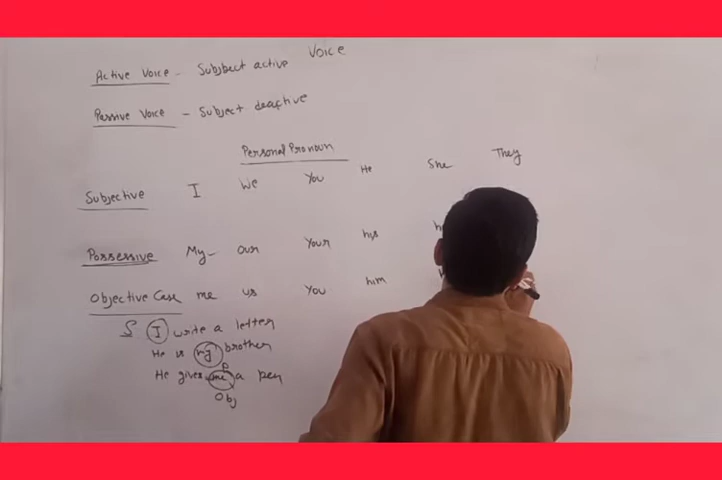 Voice
Active Voice - Subjbect active
Passive Voice - Subject deactive
Personal Pronoun
Subjective I We You He She They
Possessive My- our Your his
Objective Case me us You him
S I write a letter
He is my brother
P
He gives me a pen
Obj